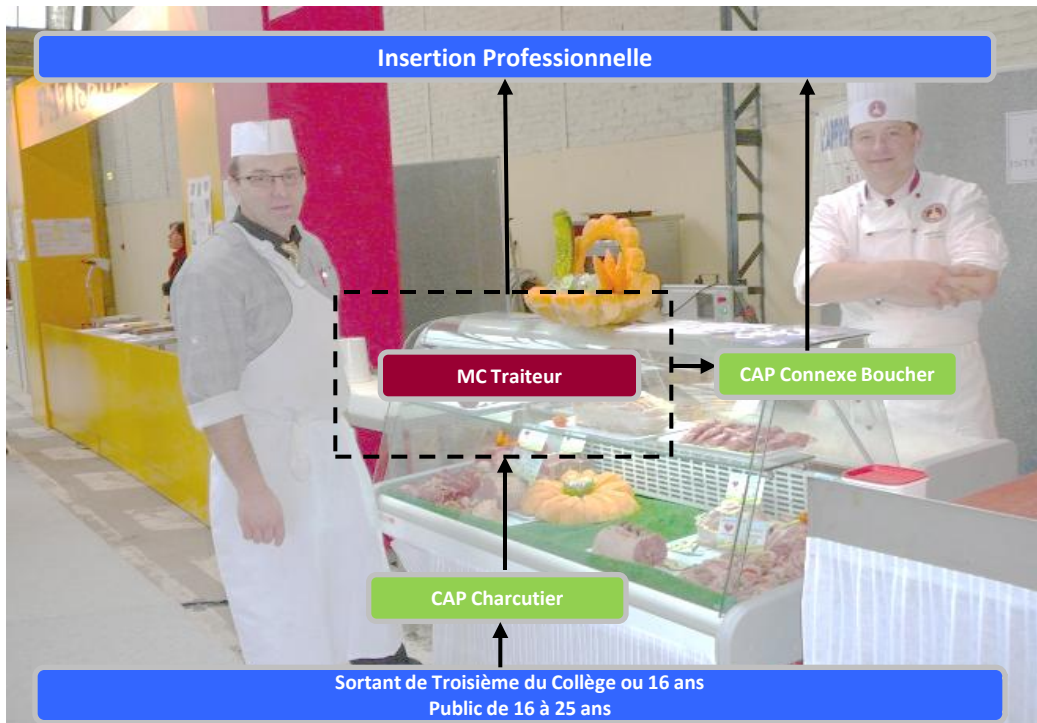 Insertion Professionnelle
MC Traiteur
CAP Connexe Boucher
CAP Charcutier
Sortant de Troisième du Collège ou 16 ans
Public de 16 à 25 ans